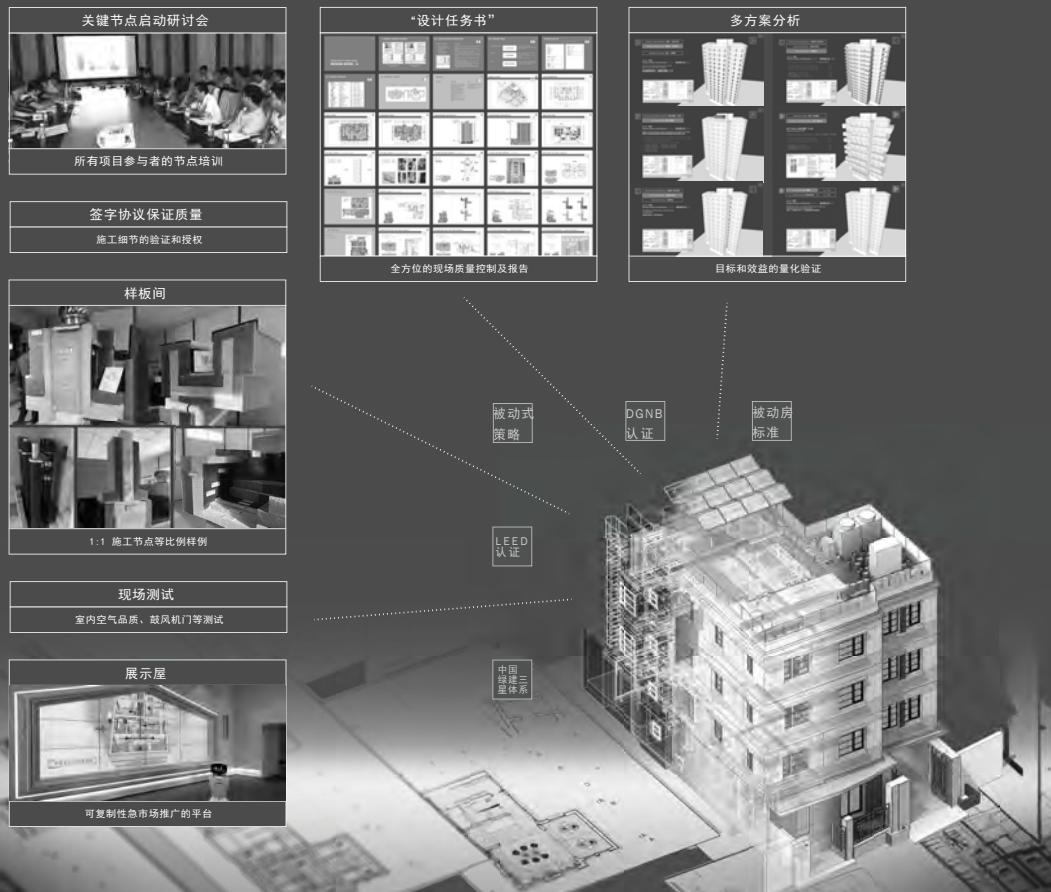 关键节点启动研讨会
所有项目参与者的节点培训
签字协议保证质量
施工细节的验证和授权
样板间
1:1 施工节点等比例样例
现场测试
室内空气品质、鼓风机门等测试
展示屋
可复制性急市场推广的平台
“设计任务书”
全方位的现场质量控制及报告
多方案分析
目标和效益的量化验证
被动式
策略
DGNB
认证
被动房
标准
LEED
认证
中国
绿建三
星体系